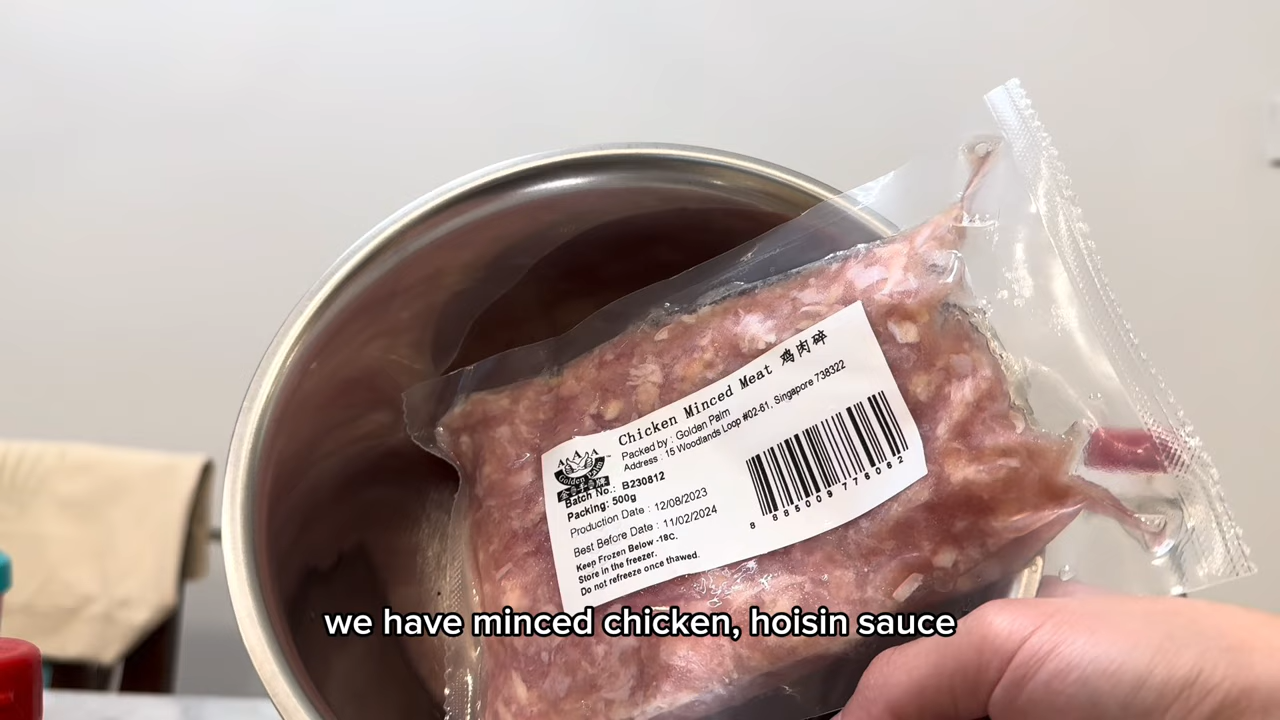 Chicken Minced Meat 鸡肉碎
Packed by : Golden Palm
Address : 15 Woodlands Loop #02-61, Singapore 738322
Golden Palm
Batch No.: B230812
Packing: 500g
Production Date : 12/08/2023
Best Before Date : 11/02/2024
Keep Frozen Below -18C.
Store in the freezer.
Do not refreeze once thawed.
8 885009 776062
we have minced chicken, hoisin sauce